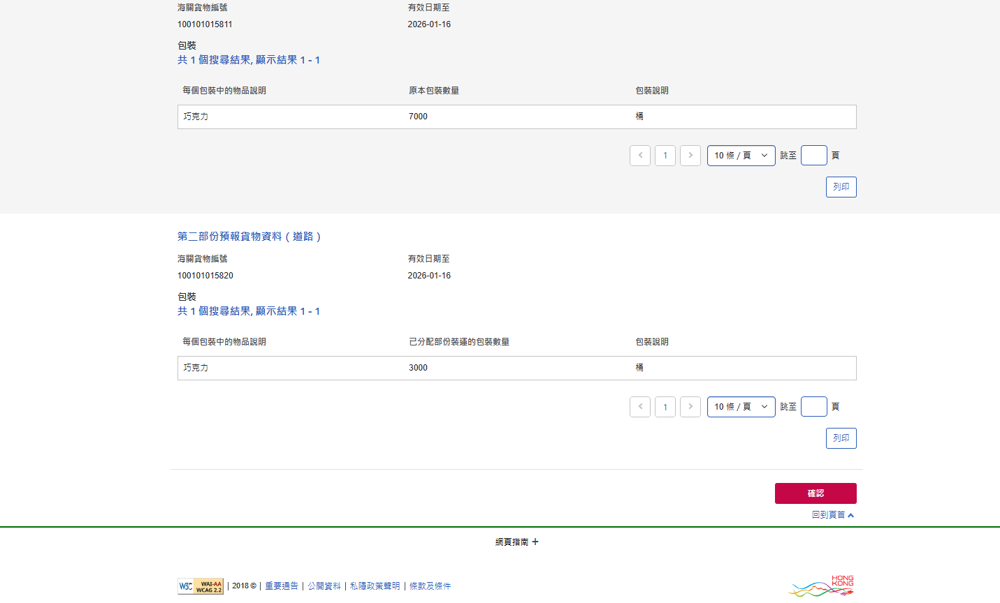 海關貨物編號 有效日期至
100101015811 2026-01-16
包裝
共 1 個搜尋結果, 顯示結果 1 - 1
每個包裝中的物品說明 原本包裝數量 包裝說明
巧克力 7000 桶
1 10 條 / 頁 跳至 頁
列印
第二部份預報貨物資料 ( 道路 )
海關貨物編號 有效日期至
100101015820 2026-01-16
包裝
共 1 個搜尋結果, 顯示結果 1 - 1
每個包裝中的物品說明 已分配部份裝運的包裝數量 包裝說明
巧克力 3000 桶
1 10 條 / 頁 跳至 頁
列印
確認
回到頁首
網頁指南 +
W3C WAI-AA WCAG 2.2 | 2018 © | 重要通告 | 公開資料 | 私隱政策聲明 | 條款及條件
HONG KONG